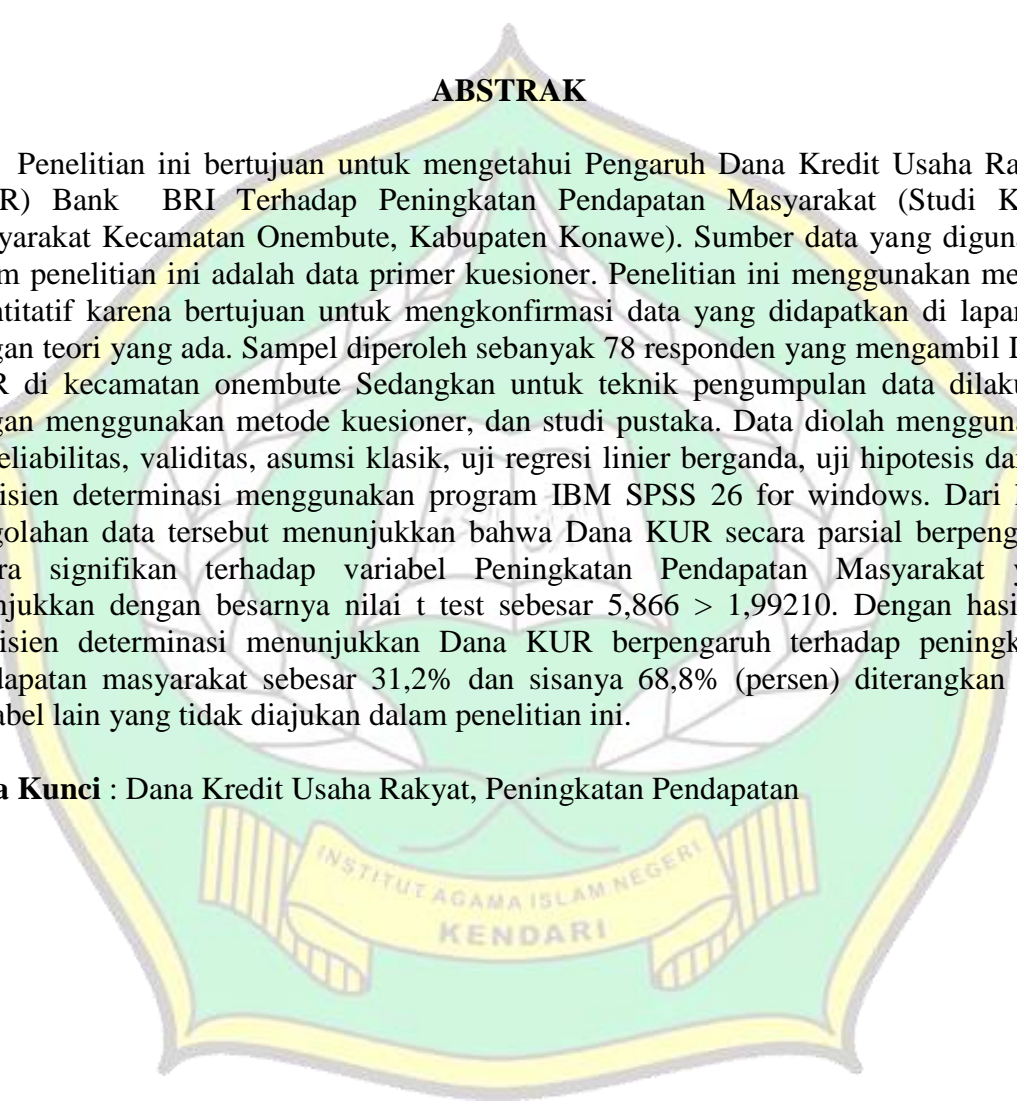 ABSTRAK
Penelitian ini bertujuan untuk mengetahui Pengaruh Dana Kredit Usaha Ra
R) Bank BRI Terhadap Peningkatan Pendapatan Masyarakat (Studi K
yarakat Kecamatan Onembute, Kabupaten Konawe). Sumber data yang diguna
m penelitian ini adalah data primer kuesioner. Penelitian ini menggunakan me
ntitatif karena bertujuan untuk mengkonfirmasi data yang didapatkan di lapar
gan teori yang ada. Sampel diperoleh sebanyak 78 responden yang mengambil
R di kecamatan onembute Sedangkan untuk teknik pengumpulan data dilaku
gan menggunakan metode kuesioner, dan studi pustaka. Data diolah mengguna
eliabilitas, validitas, asumsi klasik, uji regresi linier berganda, uji hipotesis da
isien determinasi menggunakan program IBM SPSS 26 for windows. Dari
golahan data tersebut menunjukkan bahwa Dana KUR secara parsial berpeng
ra signifikan terhadap variabel Peningkatan Pendapatan Masyarakat y
njukkan dengan besarnya nilai t test sebesar 5,866 > 1,99210. Dengan hasi
isien determinasi menunjukkan Dana KUR berpengaruh terhadap peningk
dapatan masyarakat sebesar 31,2% dan sisanya 68,8% (persen) diterangkan
abel lain yang tidak diajukan dalam penelitian ini.
a Kunci : Dana Kredit Usaha Rakyat, Peningkatan Pendapatan
INSTITUT AGAMA ISLAM NEGERI
KENDARI